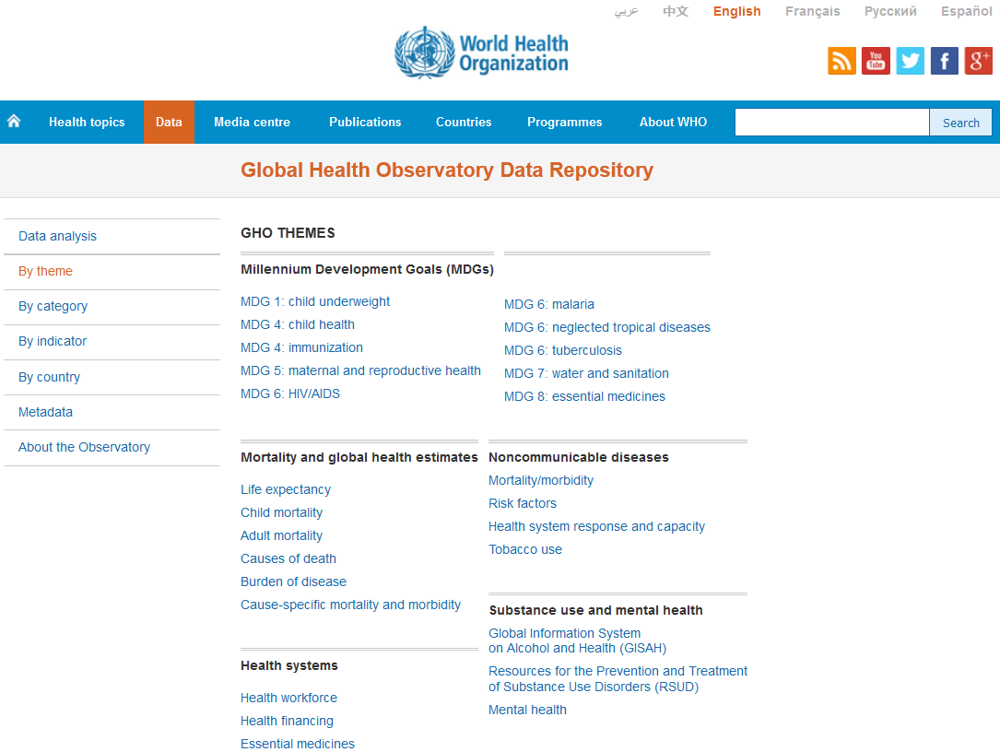 عربي 中文 English Français Русский Español
World Health
Organization
You
Tube
Health topics Data Media centre Publications Countries Programmes About WHO Search
Global Health Observatory Data Repository
Data analysis
By theme
By category
By indicator
By country
Metadata
About the Observatory
GHO THEMES
Millennium Development Goals (MDGs)
MDG 1: child underweight
MDG 4: child health
MDG 4: immunization
MDG 5: maternal and reproductive health
MDG 6: HIV/AIDS
MDG 6: malaria
MDG 6: neglected tropical diseases
MDG 6: tuberculosis
MDG 7: water and sanitation
MDG 8: essential medicines
Mortality and global health estimates
Life expectancy
Child mortality
Adult mortality
Causes of death
Burden of disease
Cause-specific mortality and morbidity
Health systems
Health workforce
Health financing
Essential medicines
Noncommunicable diseases
Mortality/morbidity
Risk factors
Health system response and capacity
Tobacco use
Substance use and mental health
Global Information System
on Alcohol and Health (GISAH)
Resources for the Prevention and Treatment
of Substance Use Disorders (RSUD)
Mental health